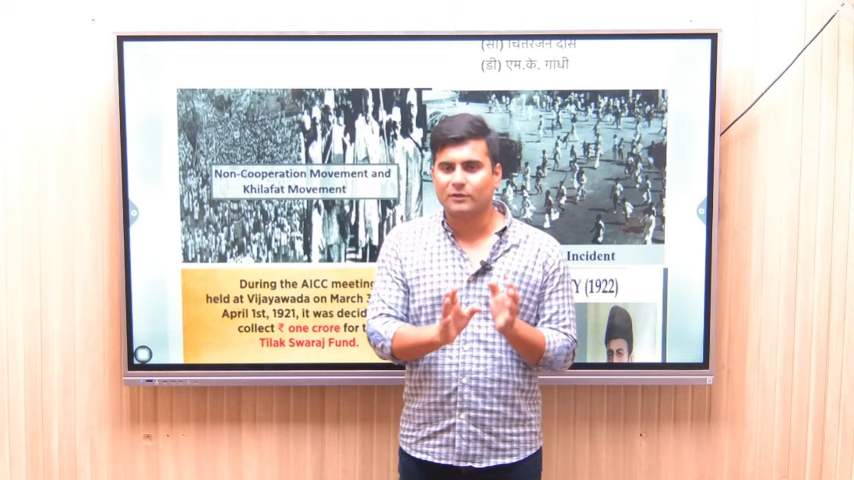 (सी) चित्तरंजन दास
(डी) एम.के. गांधी
Non-Cooperation Movement and
Khilafat Movement
Incident
During the AICC meeting
held at Vijayawada on March
April 1st, 1921, it was
collect ₹ one crore for
Tilak Swaraj Fund.
(1922)